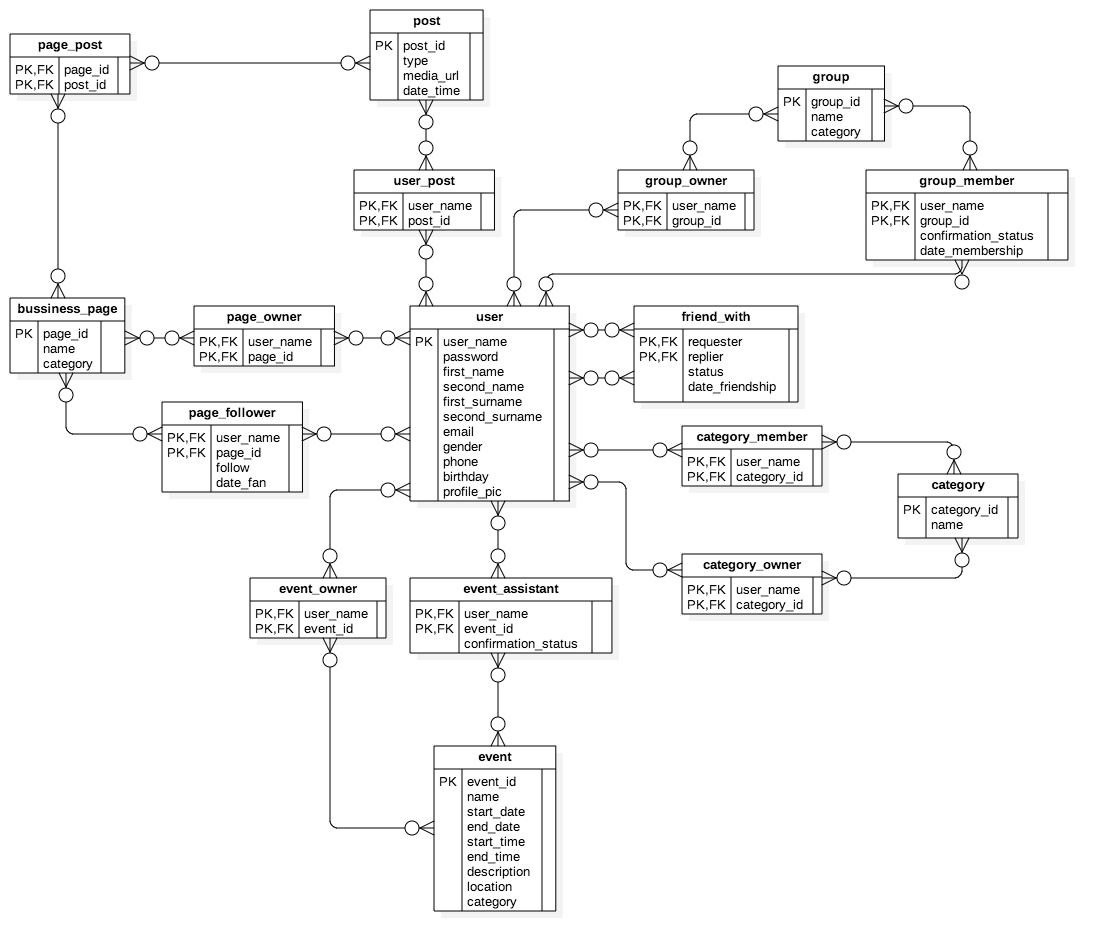 post
PK post_id
type
media_url
date_time
page_post
PK,FK page_id
PK,FK post_id
group
PK group_id
name
category
user_post
PK,FK user_name
PK,FK post_id
group_owner
PK,FK user_name
PK,FK group_id
group_member
PK,FK user_name
PK,FK group_id
confirmation_status
date_membership
bussiness_page
PK page_id
name
category
page_owner
PK,FK user_name
PK,FK page_id
user
PK user_name
password
first_name
second_name
first_surname
second_surname
email
gender
phone
birthday
profile_pic
friend_with
PK,FK requester
PK,FK replier
status
date_friendship
page_follower
PK,FK user_name
PK,FK page_id
follow
date_fan
category_member
PK,FK user_name
PK,FK category_id
category
PK category_id
name
category_owner
PK,FK user_name
PK,FK category_id
event_owner
PK,FK user_name
PK,FK event_id
event_assistant
PK,FK user_name
PK,FK event_id
confirmation_status
event
PK event_id
name
start_date
end_date
start_time
end_time
description
location
category